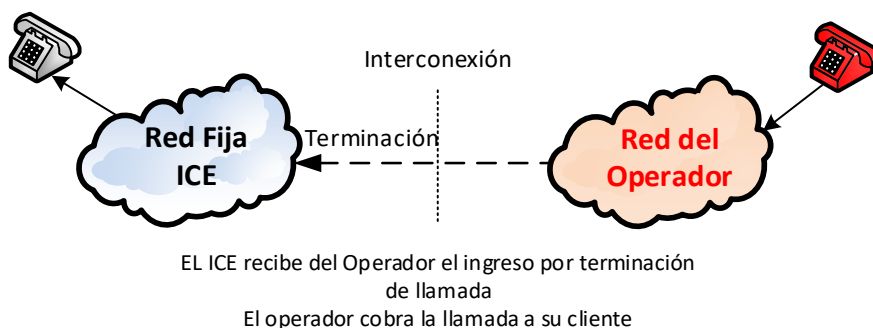 Interconexión
Red Fija
ICE
Terminación
Red del
Operador
EL ICE recibe del Operador el ingreso por terminación
de llamada
El operador cobra la llamada a su cliente